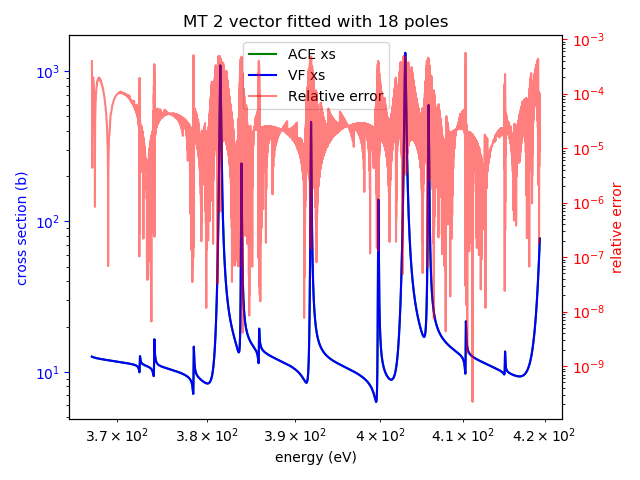 MT 2 vector fitted with 18 poles
ACE xs
VF xs
Relative error
cross section (b)
10³
10²
10¹
relative error
10⁻³
10⁻⁴
10⁻⁵
10⁻⁶
10⁻⁷
10⁻⁸
10⁻⁹
3.7 × 10² 3.8 × 10² 3.9 × 10² 4 × 10² 4.1 × 10² 4.2 × 10²
energy (eV)